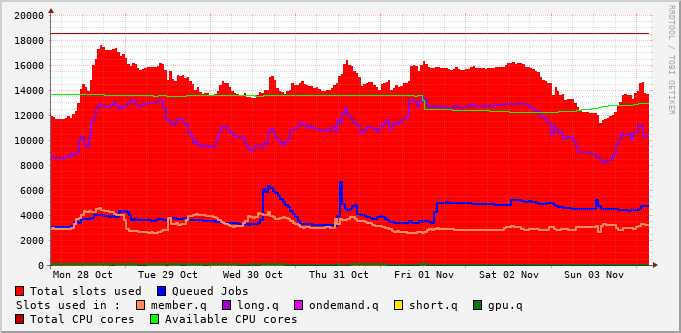 20000
18000
16000
14000
12000
10000
8000
6000
4000
2000
0
Mon 28 Oct Tue 29 Oct Wed 30 Oct Thu 31 Oct Fri 01 Nov Sat 02 Nov Sun 03 Nov
Total slots used Queued Jobs
Slots used in : member.q long.q ondemand.q short.q gpu.q
Total CPU cores Available CPU cores
RRDTOOL / TOBI OETIKER